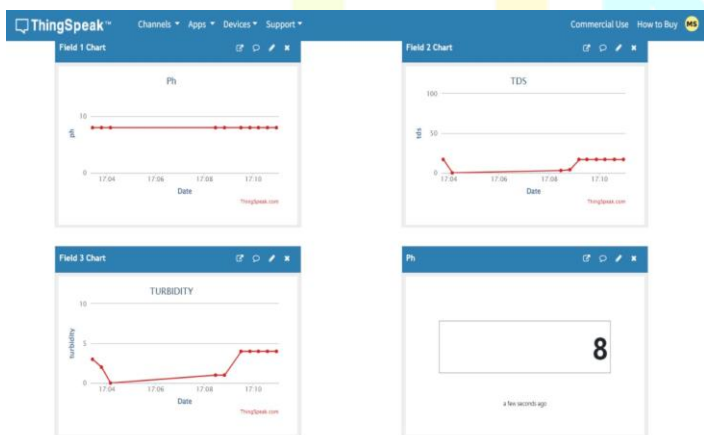 ThingSpeak™ Channels Apps Devices Support Commercial Use How to Buy MS
Field 1 Chart
Ph
10
ph
0
17:04 17:06 17:08 17:10
Date
ThingSpeak.com
Field 2 Chart
TDS
100
tds
50
0
17:04 17:06 17:08 17:10
Date
ThingSpeak.com
Field 3 Chart
TURBIDITY
10
turbidity
5
0
17:04 17:06 17:08 17:10
Date
ThingSpeak.com
Ph
8
a few seconds ago